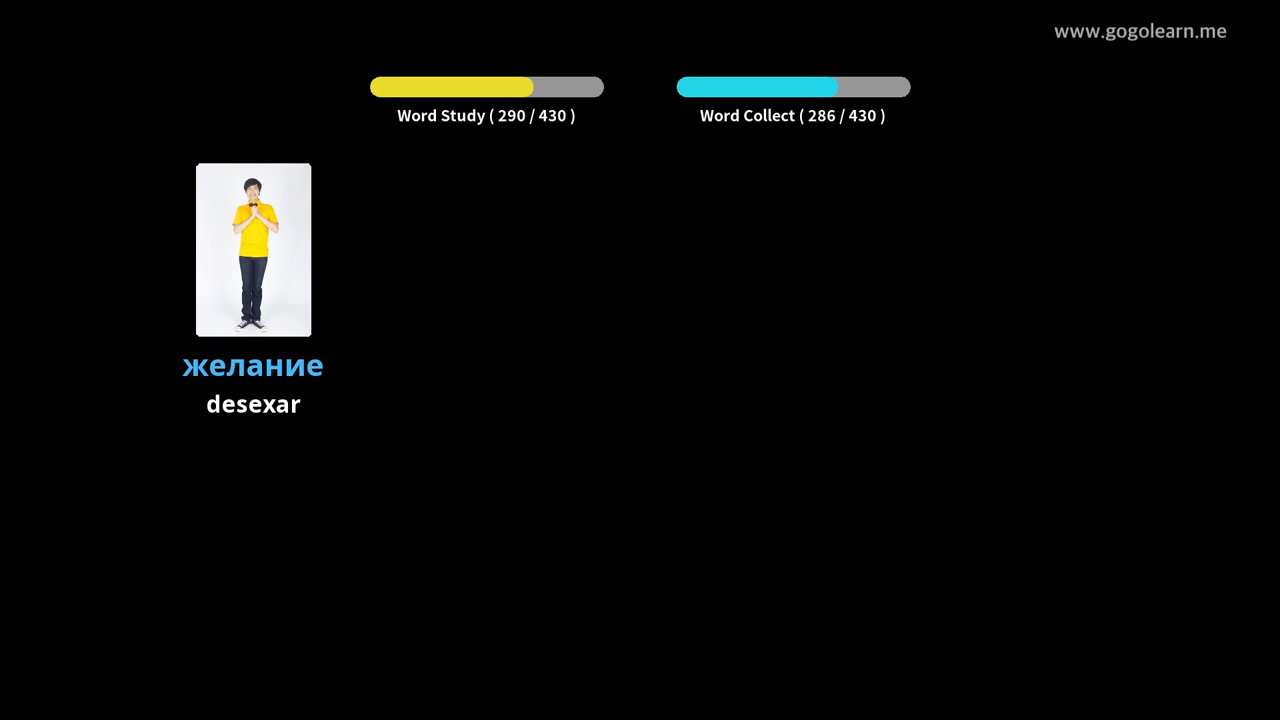 www.gogolearn.me
Word Study ( 290 / 430 )
Word Collect ( 286 / 430 )
желание
desexar